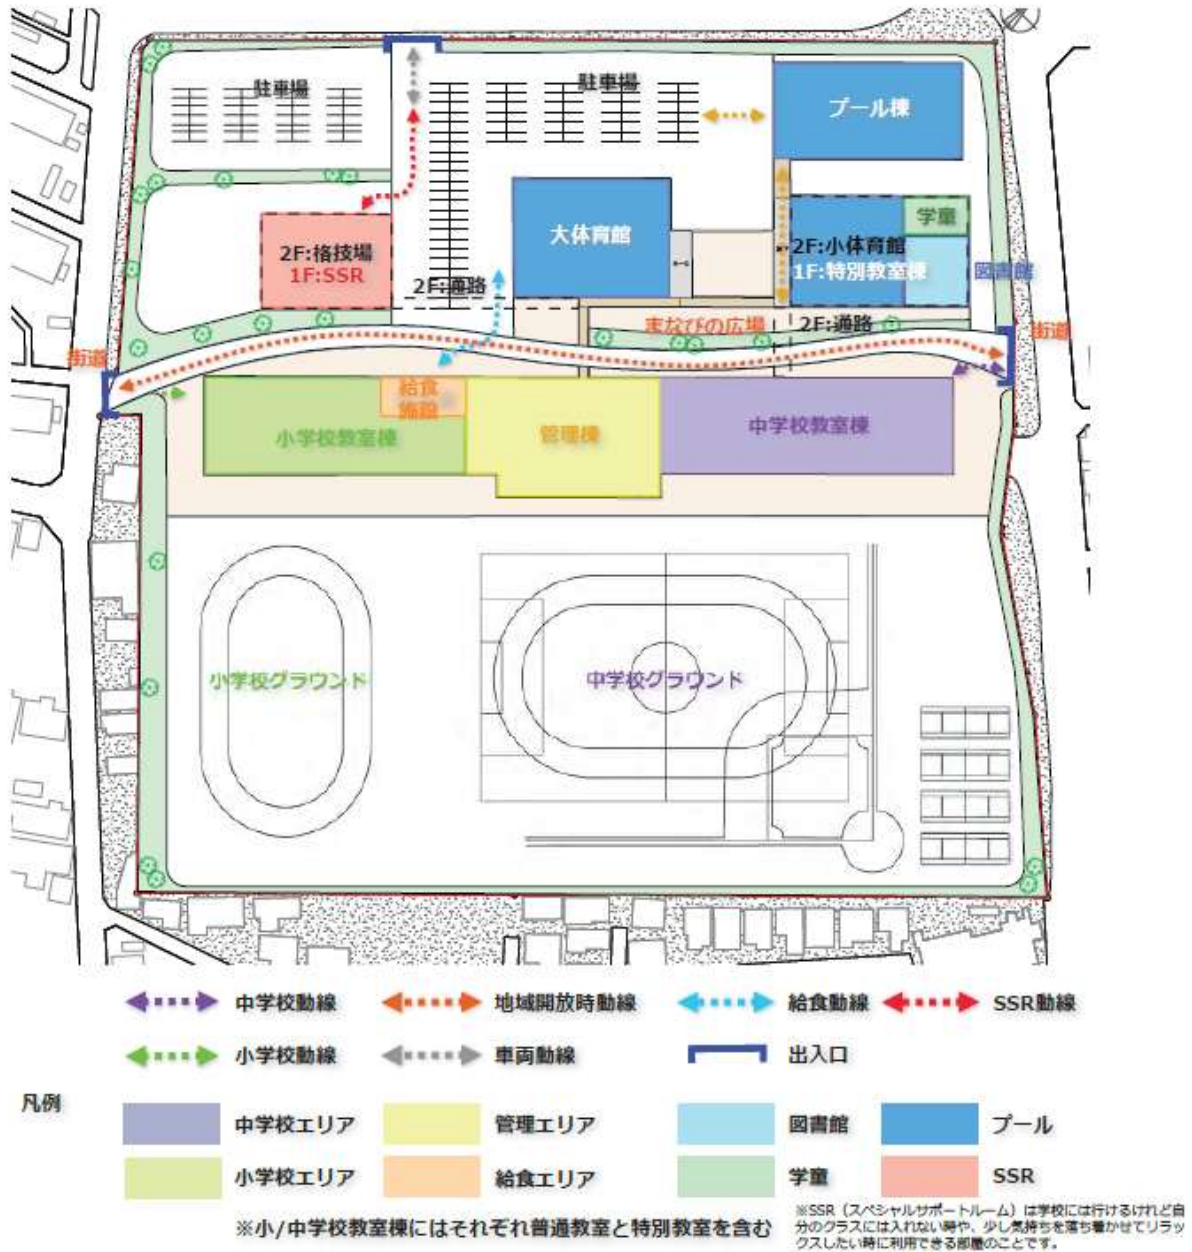 駐車場
駐車場
プール棟
大体育館
学童
2F:格技場
1F:SSR
2F:小体育館
1F:特別教室棟
図書館
2F:通路
まなびの広場
2F:通路
街道
街道
給食
施設
小学校教室棟
管理棟
中学校教室棟
小学校グラウンド
中学校グラウンド
中学校動線
地域開放時動線
給食動線
SSR動線
小学校動線
車両動線
出入口
凡例
中学校エリア
管理エリア
図書館
プール
小学校エリア
給食エリア
学童
SSR
※小/中学校教室棟にはそれぞれ普通教室と特別教室を含む
※SSR（スペシャルサポートルーム）は学校には行けるけれど自
分のクラスには入れない時や、少し気持ちを落ち着かせてリラッ
クスしたい時に利用できる部屋のことです。